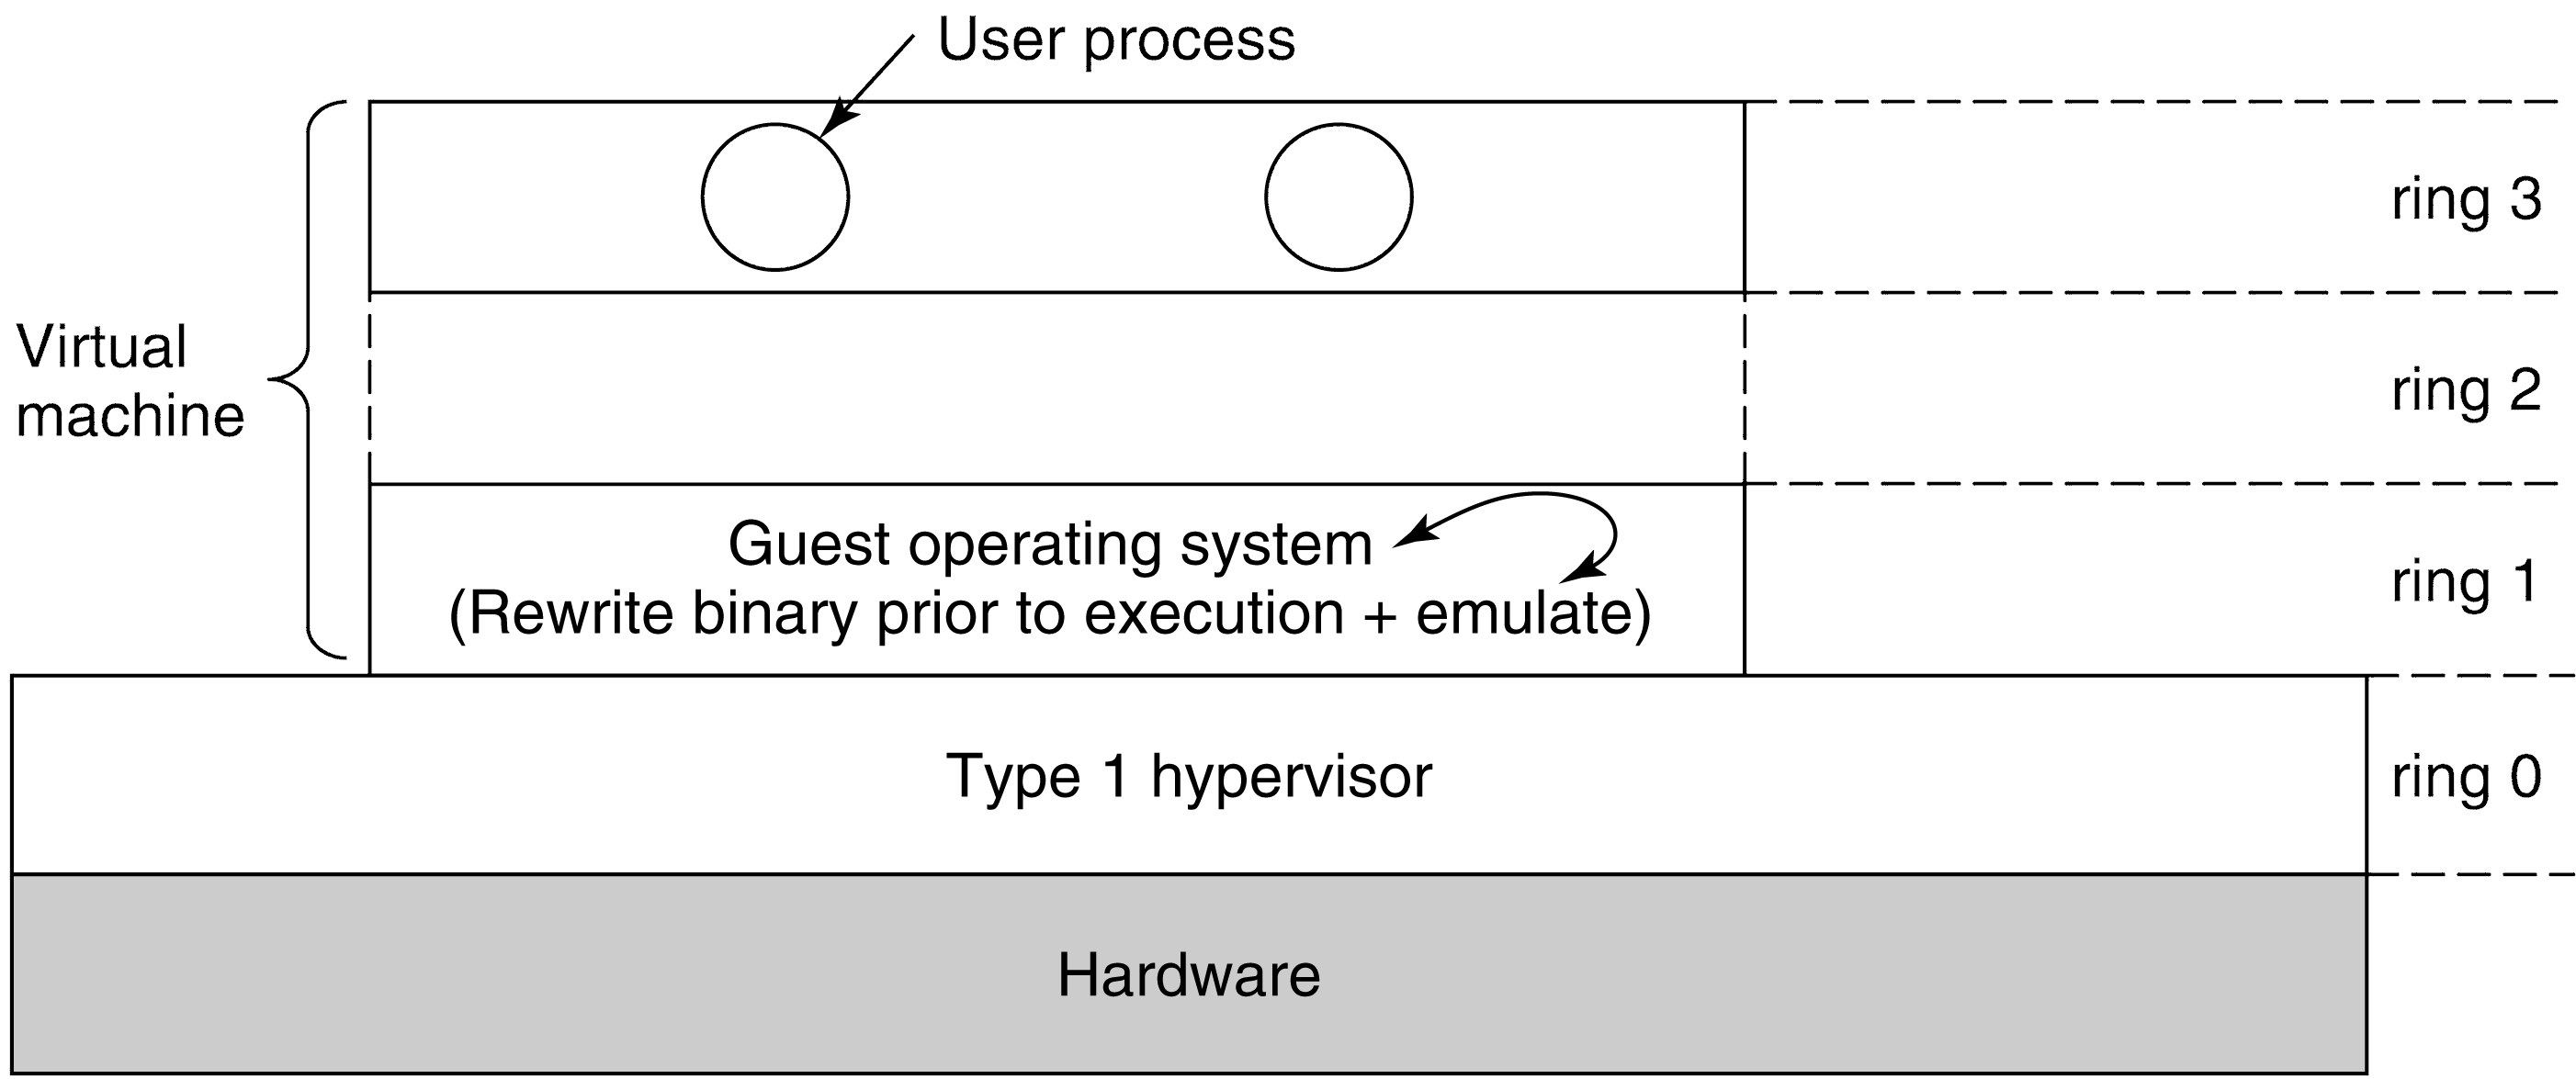 User process
ring 3
Virtual
machine
ring 2
Guest operating system
(Rewrite binary prior to execution + emulate)
ring 1
Type 1 hypervisor
ring 0
Hardware